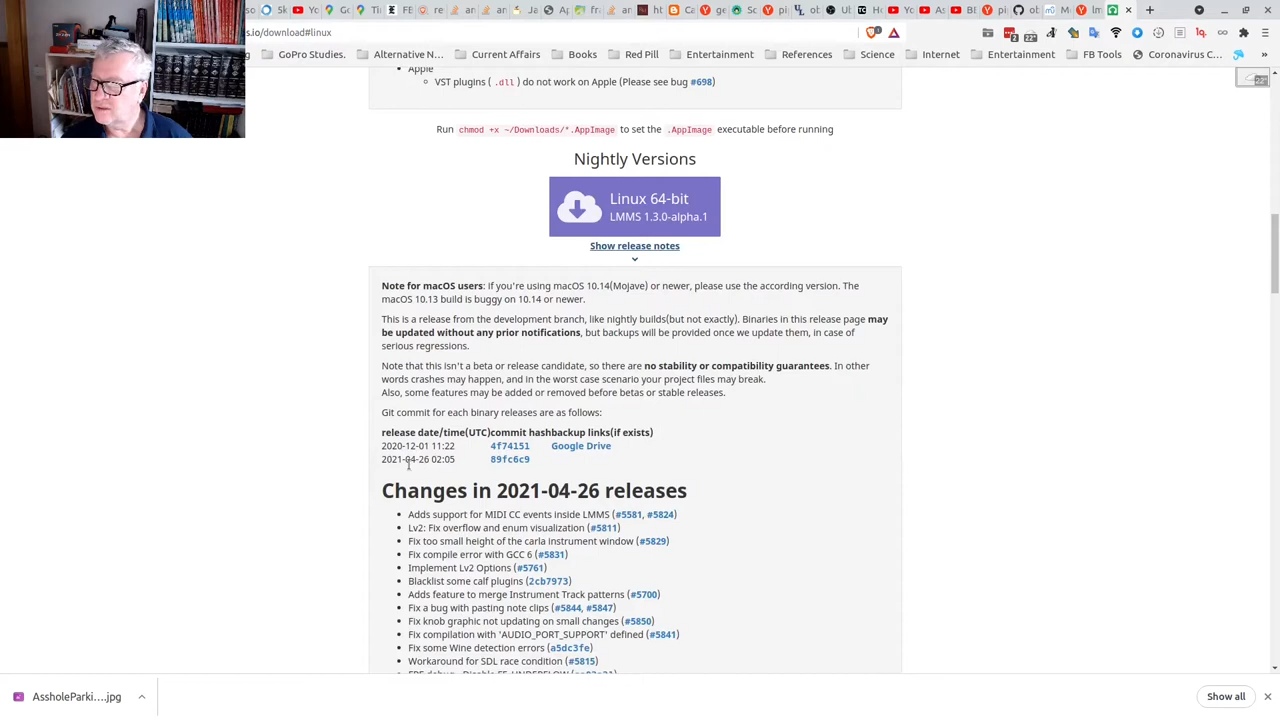 s.io/download#linux
GoPro Studies.
Alternative N...
Current Affairs
Books
Red Pill
Entertainment
References
Science
Internet
Entertainment
FB Tools
Coronavirus C...
Apple
VST plugins ( .dll ) do not work on Apple (Please see bug #698)
Run chmod +x ~/Downloads/*.AppImage to set the .AppImage executable before running
Nightly Versions
Linux 64-bit
LMMS 1.3.0-alpha.1
Show release notes
Note for macOS users: if you're using macOS 10.14(Mojave) or newer, please use the according version. The
macOS 10.13 build is buggy on 10.14 or newer.
This is a release from the development branch, like nightly builds(but not exactly). Binaries in this release page may
be updated without any prior notifications, but backups will be provided once we update them, in case of
serious regressions.
Note that this isn't a beta or release candidate, so there are no stability or compatibility guarantees. In other
words crashes may happen, and in the worst case scenario your project files may break.
Also, some features may be added or removed before betas or stable releases.
Git commit for each binary releases are as follows:
release date/time(UTC)commit hashbackup links(if exists)
2020-12-01 11:22 4f74151 Google Drive
2021-04-26 02:05 89fc6c9
Changes in 2021-04-26 releases
Adds support for MIDI CC events inside LMMS (#5581, #5824)
Lv2: Fix overflow and enum visualization (#5811)
Fix too small height of the carla instrument window (#5829)
Fix compile error with GCC 6 (#5831)
Implement Lv2 Options (#5761)
Blacklist some calf plugins (2cb7973)
Adds feature to merge Instrument Track patterns (#5700)
Fix a bug with pasting note clips (#5844, #5847)
Fix knob graphic not updating on small changes (#5850)
Fix compilation with 'AUDIO_PORT_SUPPORT' defined (#5841)
Fix some Wine detection errors (a5dc3fe)
Workaround for SDL race condition (#5815)
AssholeParki....jpg
Show all